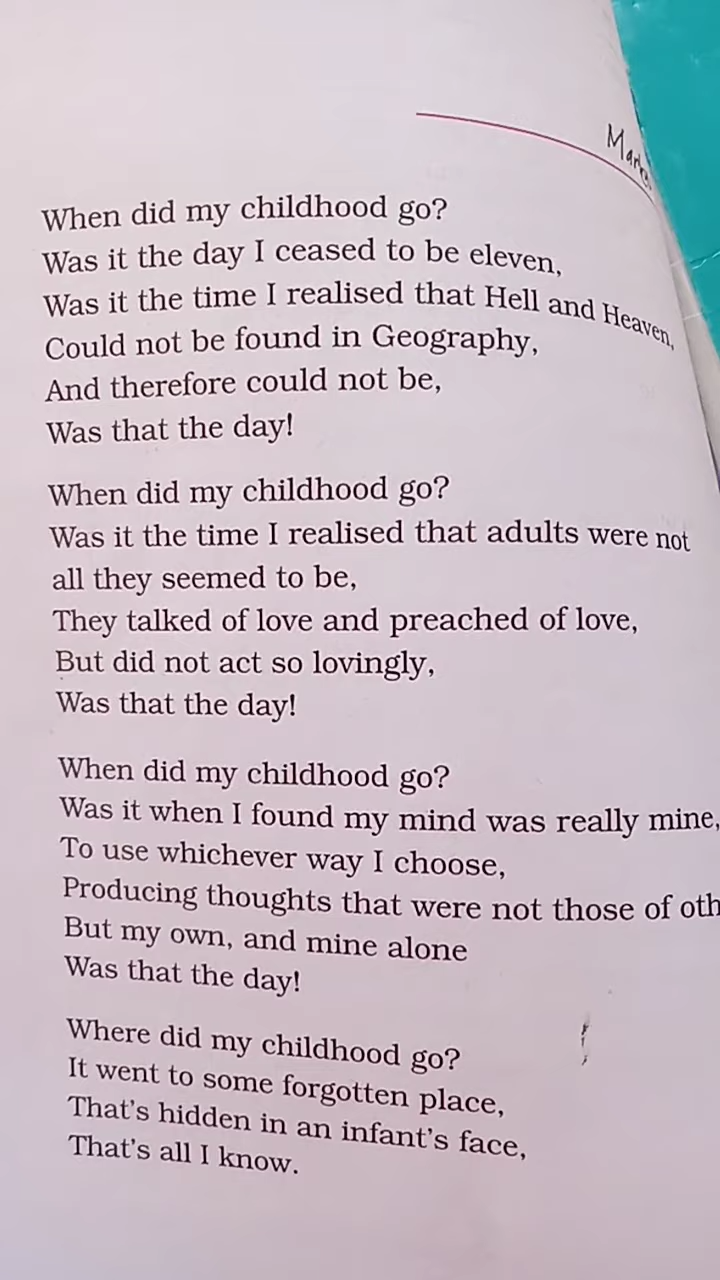 When did my childhood go?
Was it the day I ceased to be eleven,
Was it the time I realised that Hell and Heaven,
Could not be found in Geography,
And therefore could not be,
Was that the day!
When did my childhood go?
Was it the time I realised that adults were not
all they seemed to be,
They talked of love and preached of love,
But did not act so lovingly,
Was that the day!
When did my childhood go?
Was it when I found my mind was really mine,
To use whichever way I choose,
Producing thoughts that were not those of
But my own, and mine alone
Was that the day!
Where did my childhood go?
It went to some forgotten place,
That's hidden in an infant's face,
That's all I know.